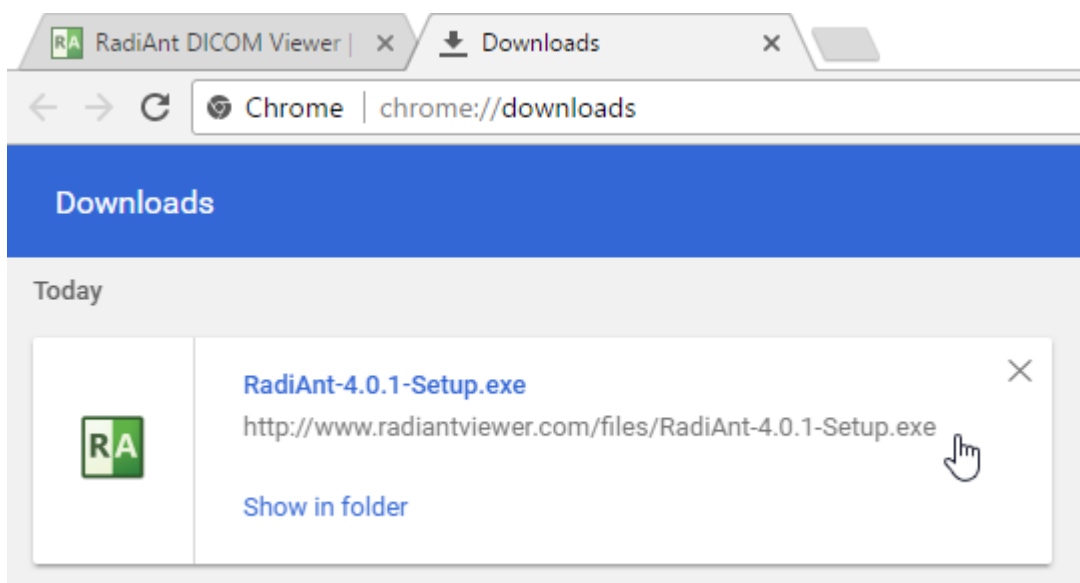 RA RadiAnt DICOM Viewer | Downloads
Chrome | chrome://downloads
Downloads
Today
RadiAnt-4.0.1-Setup.exe
http://www.radiantviewer.com/files/RadiAnt-4.0.1-Setup.exe
RA
Show in folder